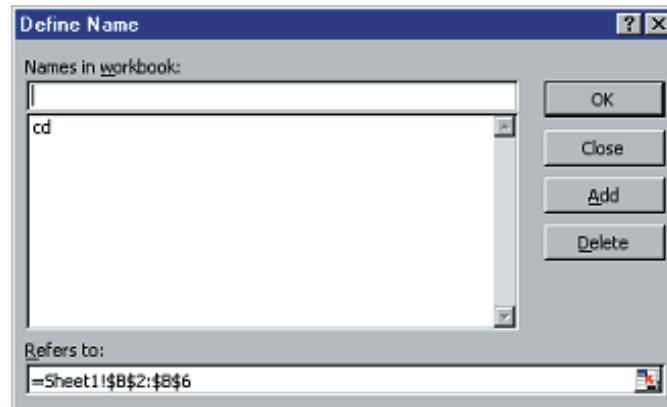 Define Name
Names in workbook:
OK
cd
Close
Add
Delete
Refers to:
=Sheet1!$B$2:$B$6